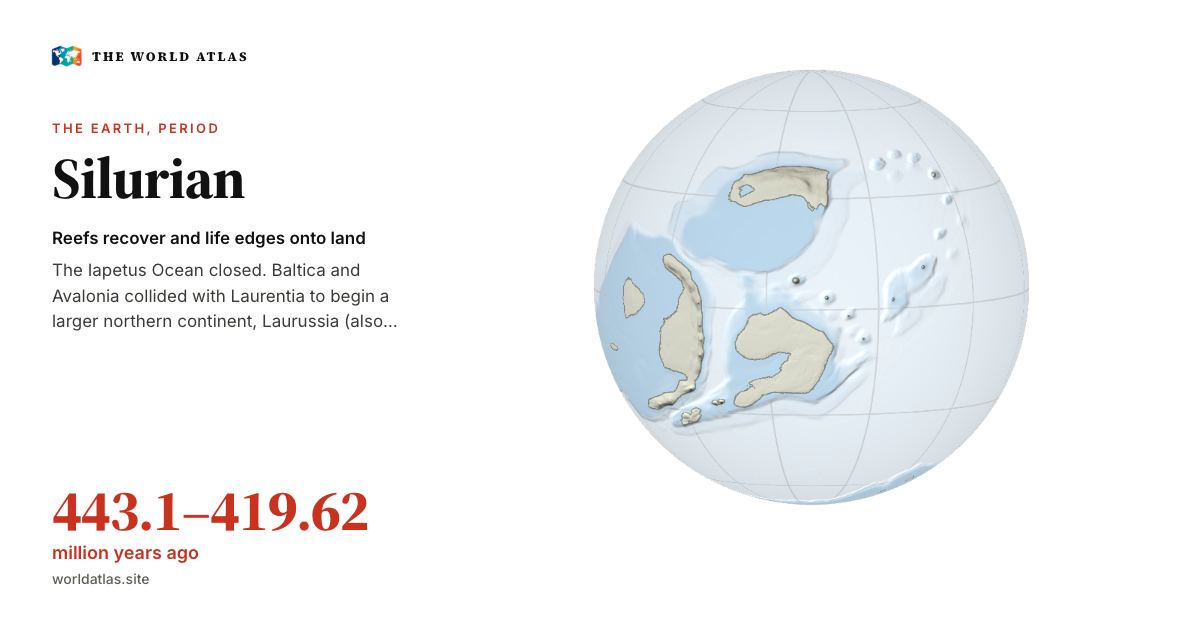 THE WORLD ATLAS
THE EARTH, PERIOD
Silurian
Reefs recover and life edges onto land
The Iapetus Ocean closed. Baltica and
Avalonia collided with Laurentia to begin a
larger northern continent, Laurussia (also...
443.1–419.62
million years ago
worldatlas.site